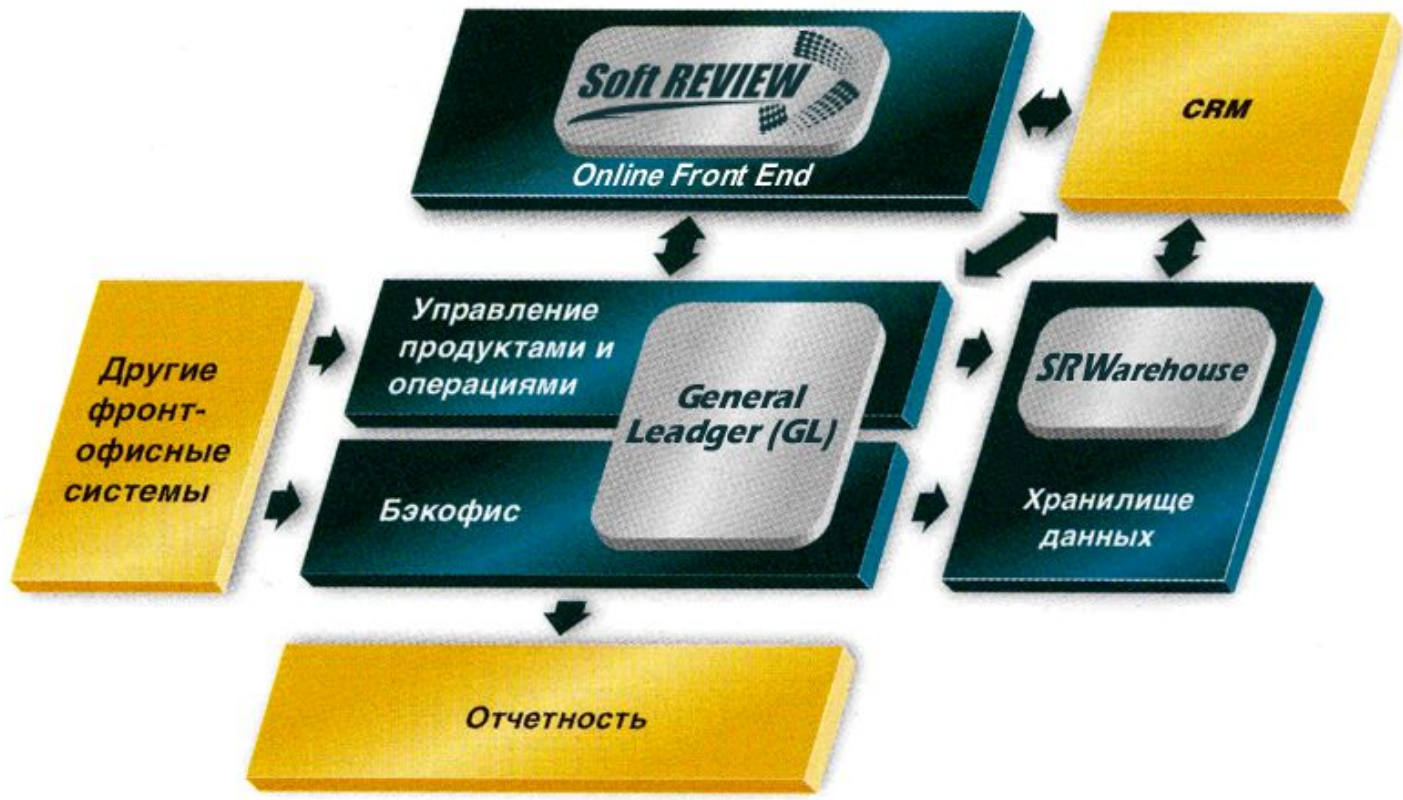 Soft REVIEW
Online Front End
CRM
Управление
продуктами и
операциями
Другие
фронт-
офисные
системы
General
Leadger (GL)
SRWarehouse
Бэкофис
Хранилище
данных
Отчетность